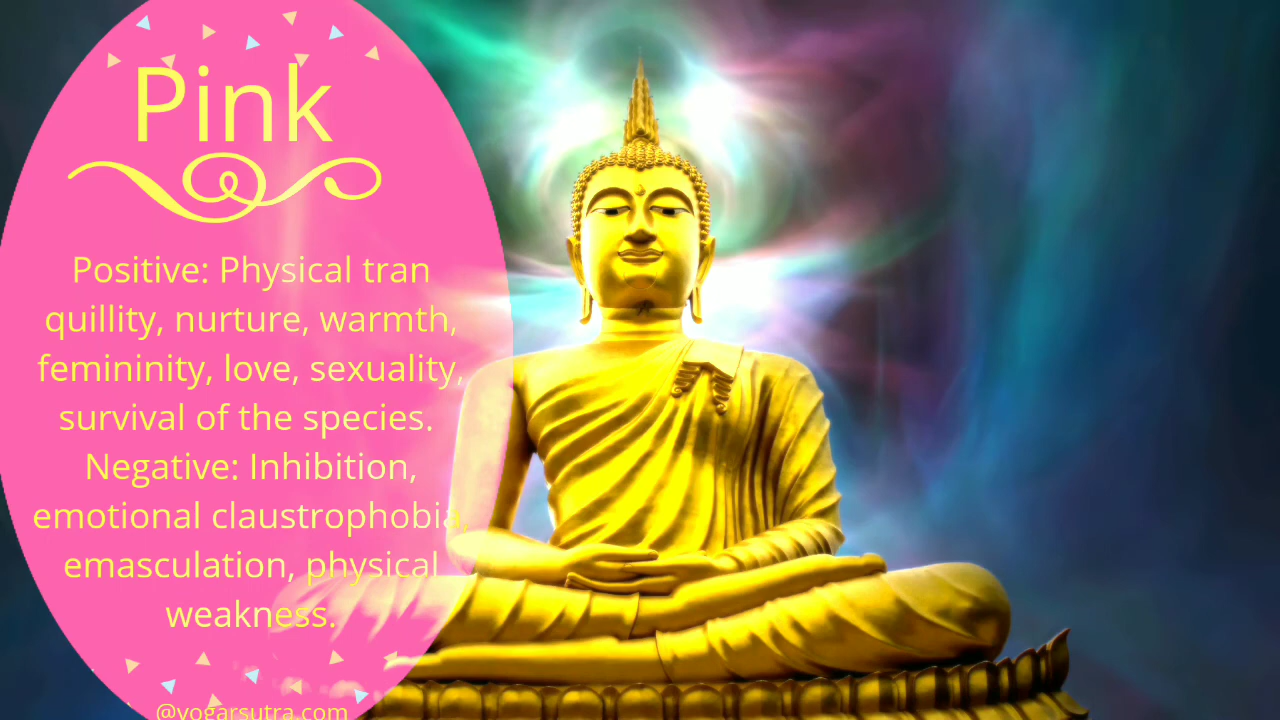 Pink
Positive: Physical tran
quillity, nurture, warmth,
femininity, love, sexuality,
survival of the species.
Negative: Inhibition,
emotional claustrophobia,
emasculation, physical
weakness.
@yogarsutra.com